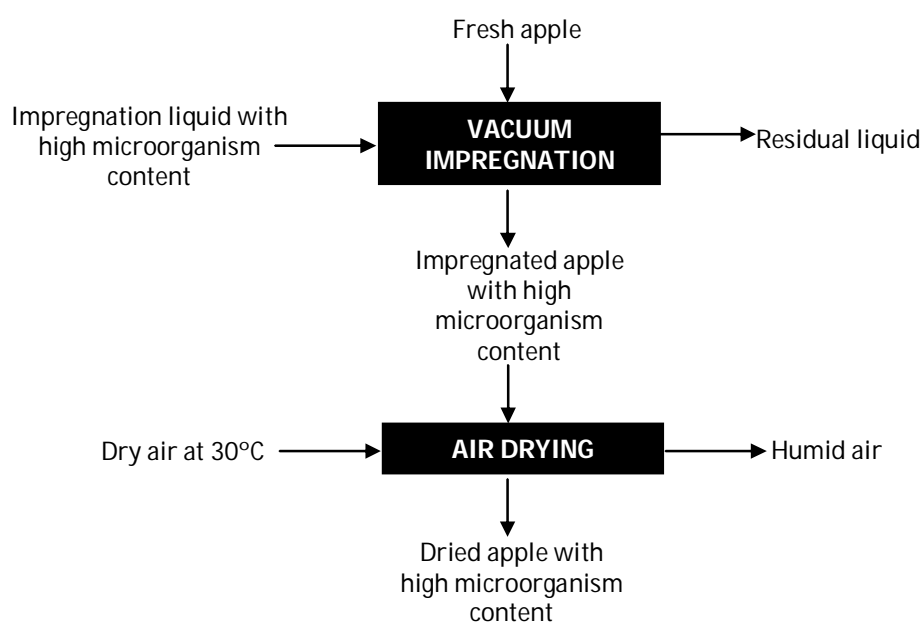 Fresh apple
Impregnation liquid with
high microorganism
content
VACUUM
IMPREGNATION
Residual liquid
Impregnated apple
with high
microorganism
content
Dry air at 30°C
AIR DRYING
Humid air
Dried apple with
high microorganism
content